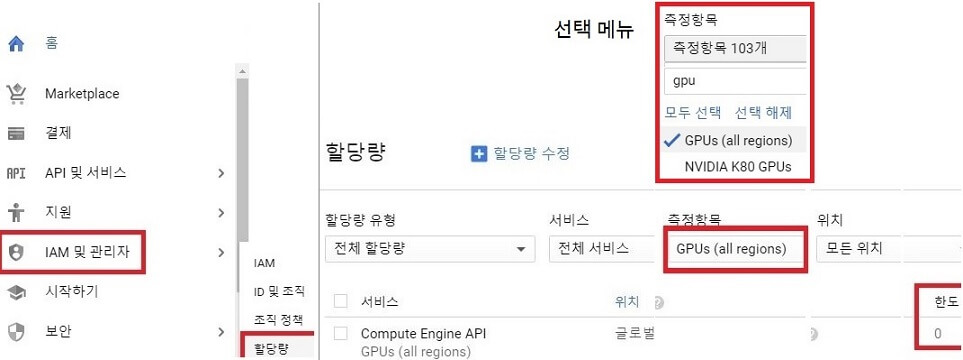 홈
Marketplace
결제
API API 및 서비스
지원
IAM 및 관리자
시작하기
보안
IAM
ID 및 조직
조직 정책
할당량
선택 메뉴
측정항목
측정항목 103개
gpu
모두 선택 선택 해제
GPUs (all regions)
NVIDIA K80 GPUs
할당량
할당량 수정
할당량 유형 서비스 측정항목 위치
전체 할당량 전체 서비스 GPUs (all regions) 모든 위치
서비스 위치 한도
Compute Engine API 글로벌 0
GPUs (all regions)